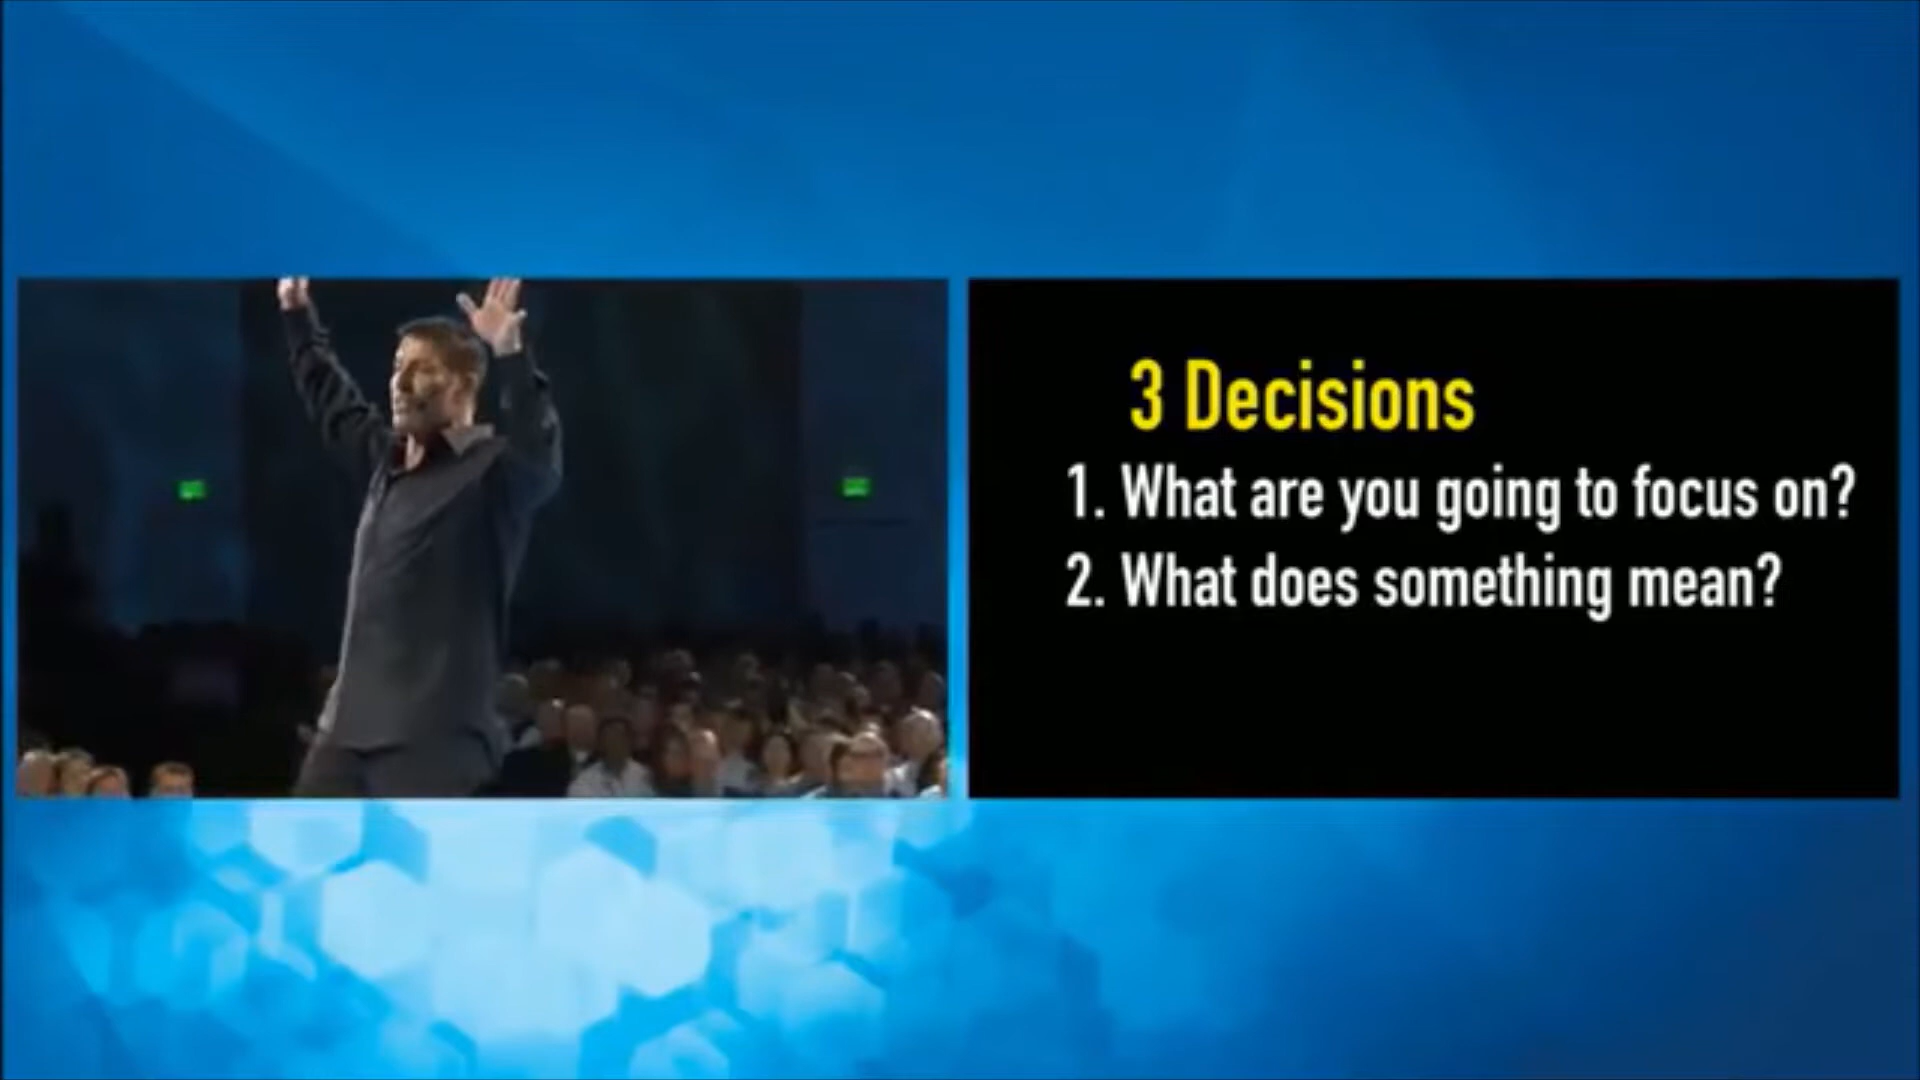 3 Decisions
1. What are you going to focus on?
2. What does something mean?